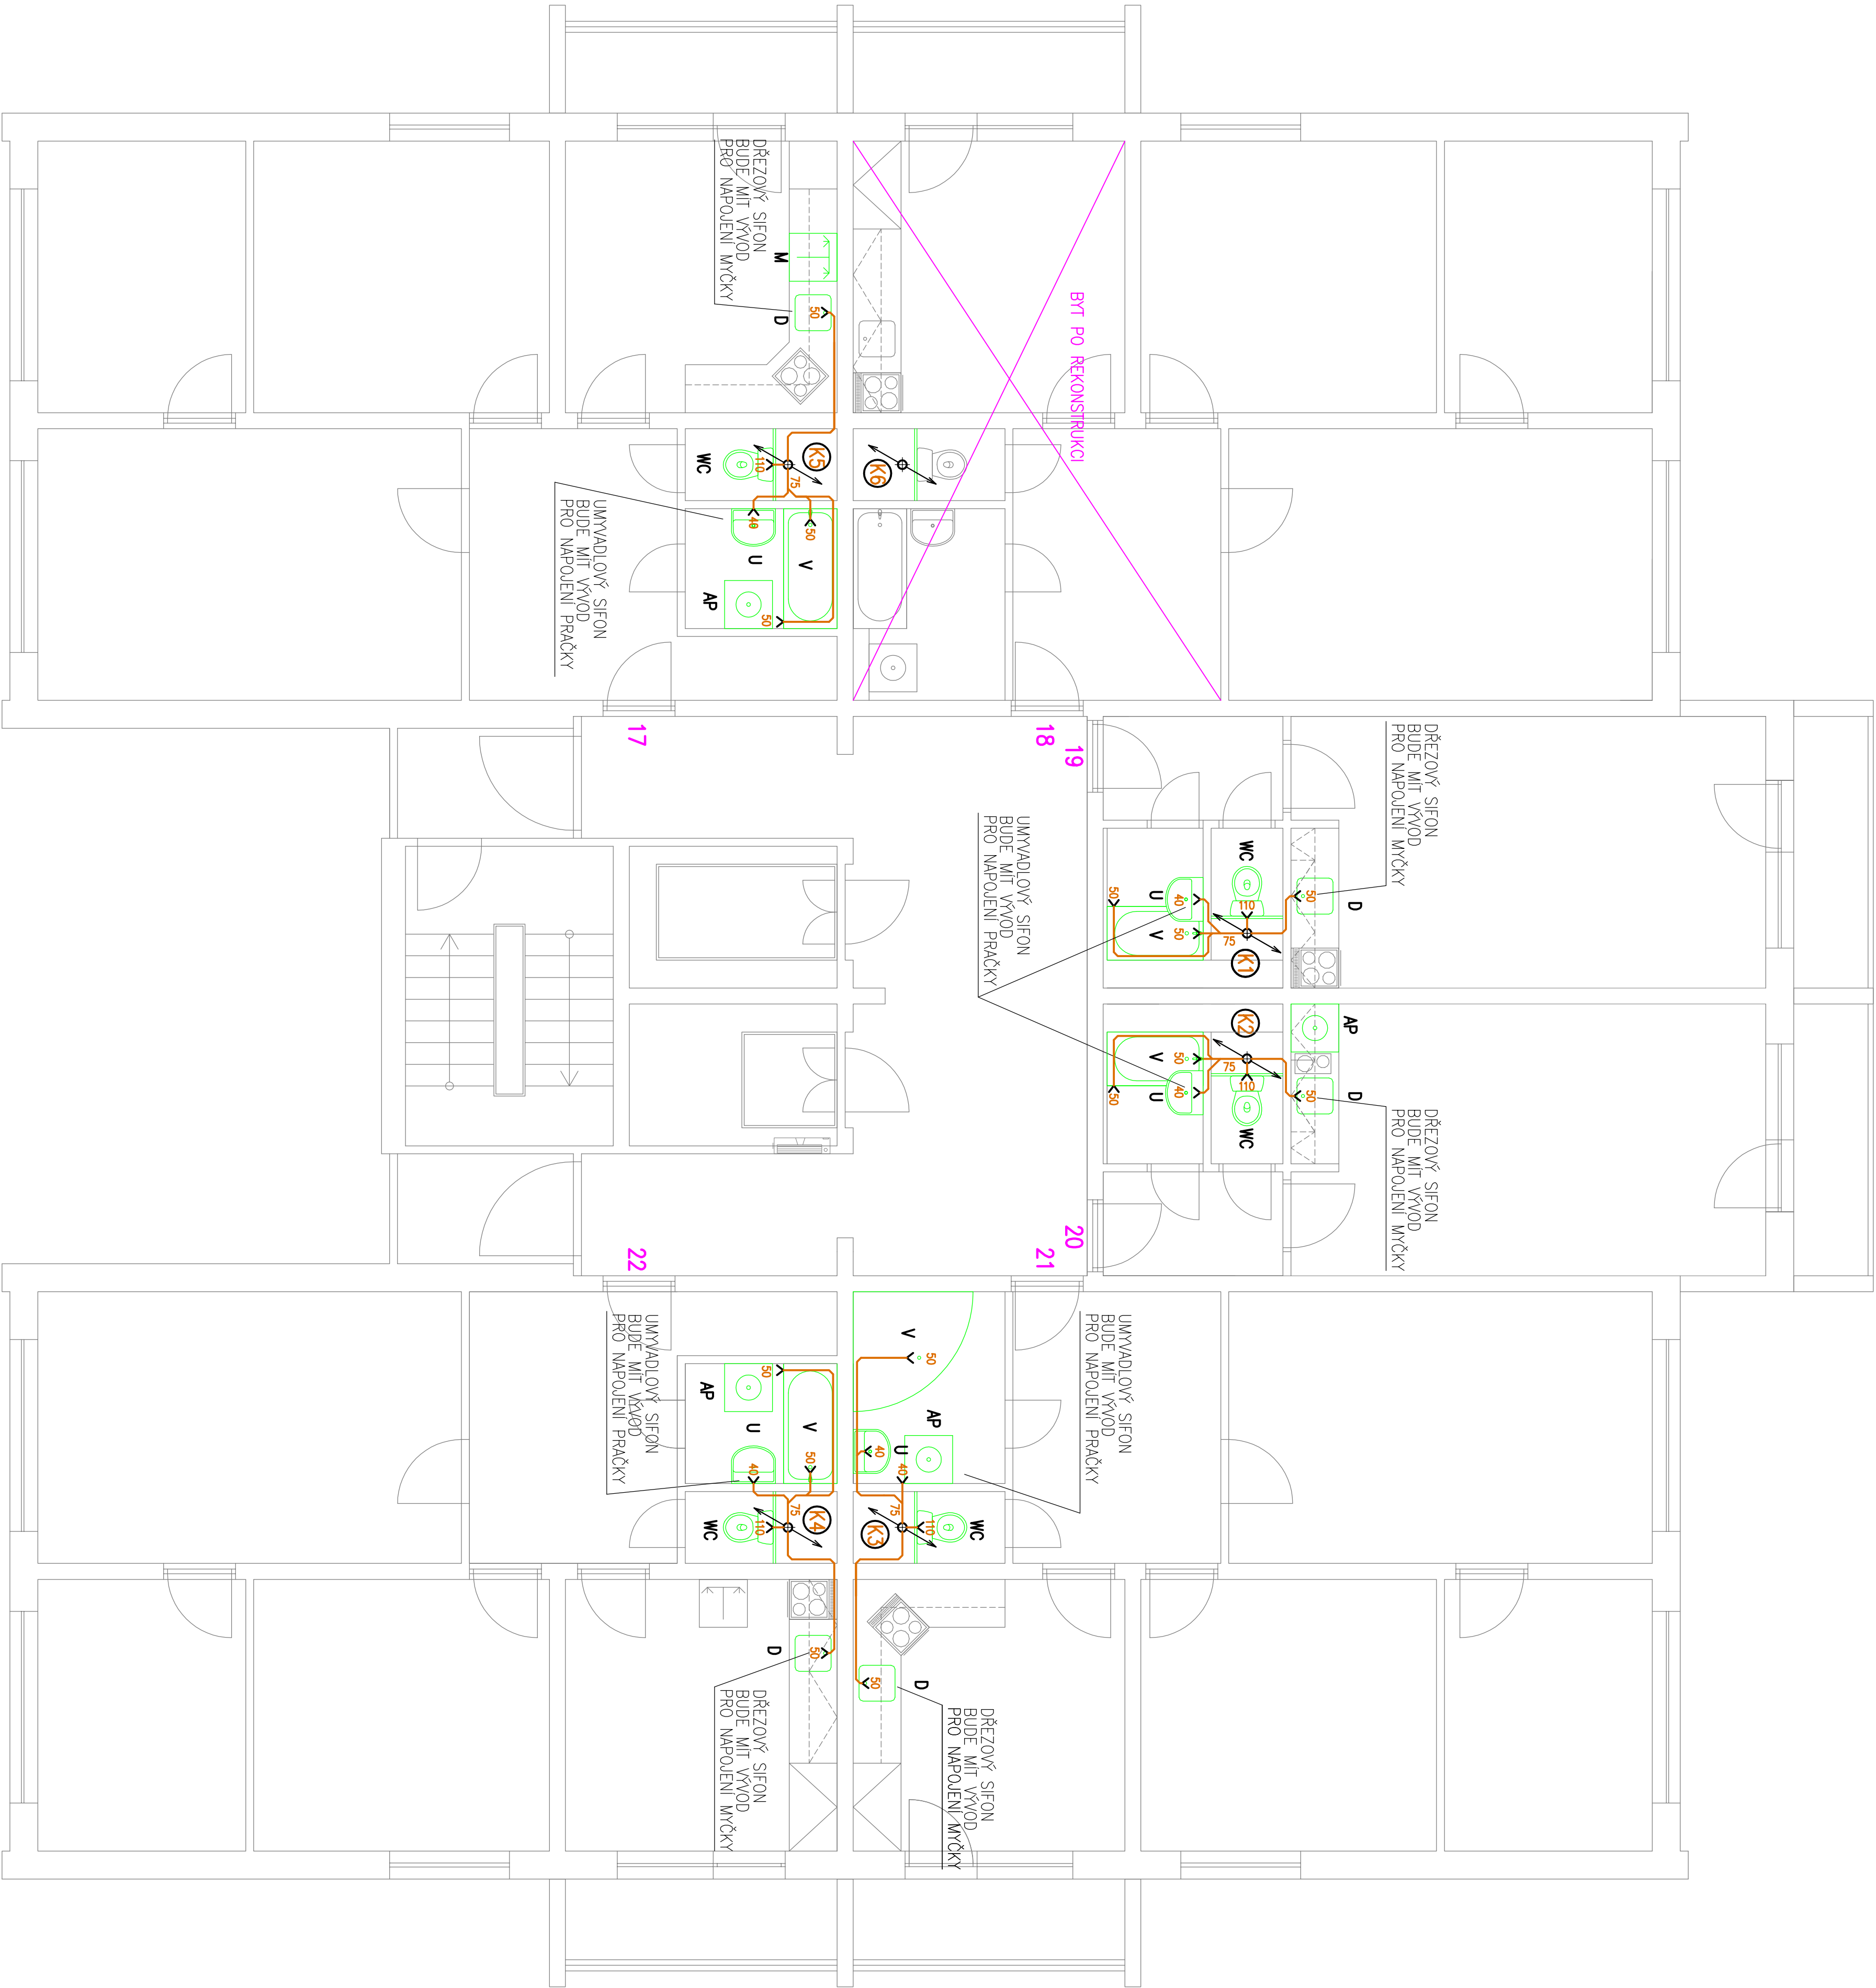 DŘEZOVÝ SIFON
BUDE MÍT VÝVOD
PRO NAPOJENÍ MYČKY
M
D
50
BYT PO REKONSTRUKCI
K5
WC
110
75
K6
UMYVADLOVÝ SIFON
BUDE MÍT VÝVOD
PRO NAPOJENÍ PRAČKY
40
50
U
V
AP
50
17
18
19
DŘEZOVÝ SIFON
BUDE MÍT VÝVOD
PRO NAPOJENÍ MYČKY
UMYVADLOVÝ SIFON
BUDE MÍT VÝVOD
PRO NAPOJENÍ PRAČKY
WC
D
50
U
40
50
110
V
50
75
K1
K2
AP
V
50
75
110
D
50
U
40
50
WC
DŘEZOVÝ SIFON
BUDE MÍT VÝVOD
PRO NAPOJENÍ MYČKY
20
21
22
UMYVADLOVÝ SIFON
BUDE MÍT VÝVOD
PRO NAPOJENÍ PRAČKY
UMYVADLOVÝ SIFON
BUDE MÍT VÝVOD
PRO NAPOJENÍ PRAČKY
V
50
AP
U
40
40
50
AP
U
V
40
50
75
K4
WC
110
75
K3
110
WC
D
50
DŘEZOVÝ SIFON
BUDE MÍT VÝVOD
PRO NAPOJENÍ MYČKY
D
50
DŘEZOVÝ SIFON
BUDE MÍT VÝVOD
PRO NAPOJENÍ MYČKY